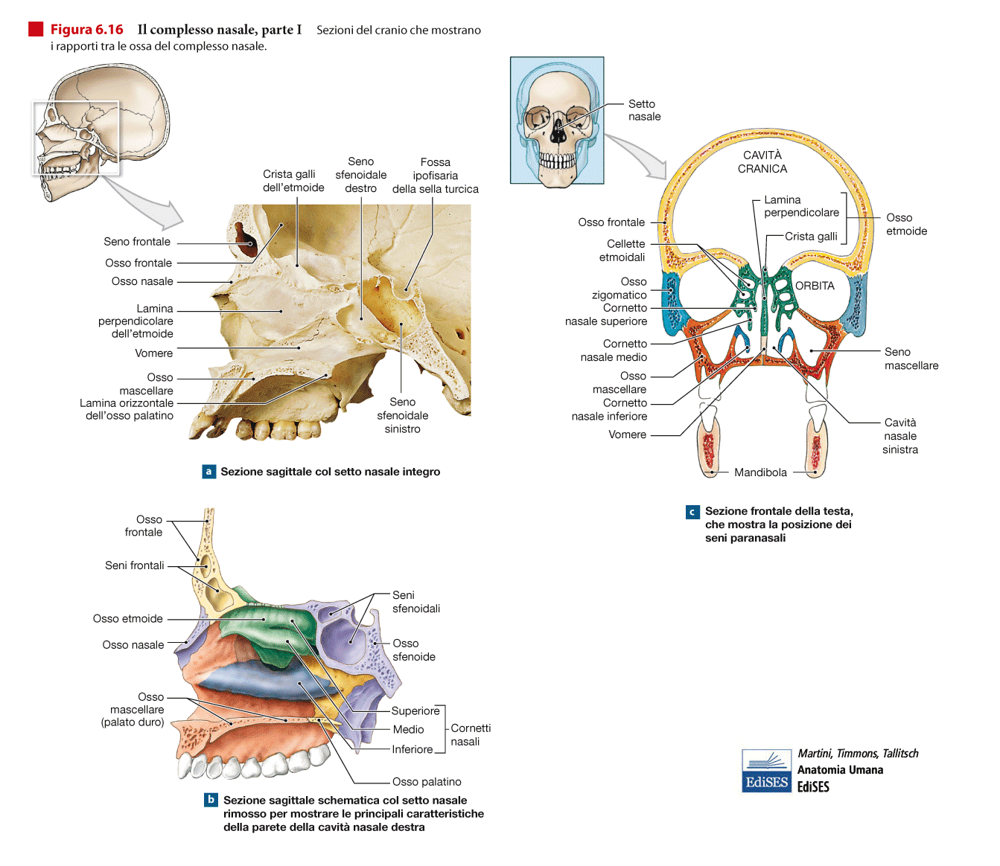 Figura 6.16 Il complesso nasale, parte I Sezioni del cranio che mostrano
i rapporti tra le ossa del complesso nasale.
Crista galli
dell'etmoide
Seno
sfenoidale
destro
Fossa
ipofisaria
della sella turcica
Seno frontale
Osso frontale
Osso nasale
Lamina
perpendicolare
dell'etmoide
Vomere
Osso
mascellare
Lamina orizzontale
dell'osso palatino
Seno
sfenoidale
sinistro
a Sezione sagittale col setto nasale integro
Osso
frontale
Seni frontali
Osso etmoide
Osso nasale
Osso
mascellare
(palato duro)
Seni
sfenoidali
Osso
sfenoide
Superiore
Medio
Inferiore
Cornetti
nasali
Osso palatino
b Sezione sagittale schematica col setto nasale
rimosso per mostrare le principali caratteristiche
della parete della cavità nasale destra
Setto
nasale
CAVITÀ
CRANICA
Lamina
perpendicolare
Crista galli
Osso
etmoide
Osso frontale
Cellette
etmoidali
Osso
zigomatico
Cornetto
nasale superiore
Cornetto
nasale medio
Osso
mascellare
Cornetto
nasale inferiore
Vomere
ORBITA
Seno
mascellare
Cavità
nasale
sinistra
Mandibola
c Sezione frontale della testa,
che mostra la posizione dei
seni paranasali
EdiSES
Martini, Timmons, Tallitsch
Anatomia Umana
EdiSES